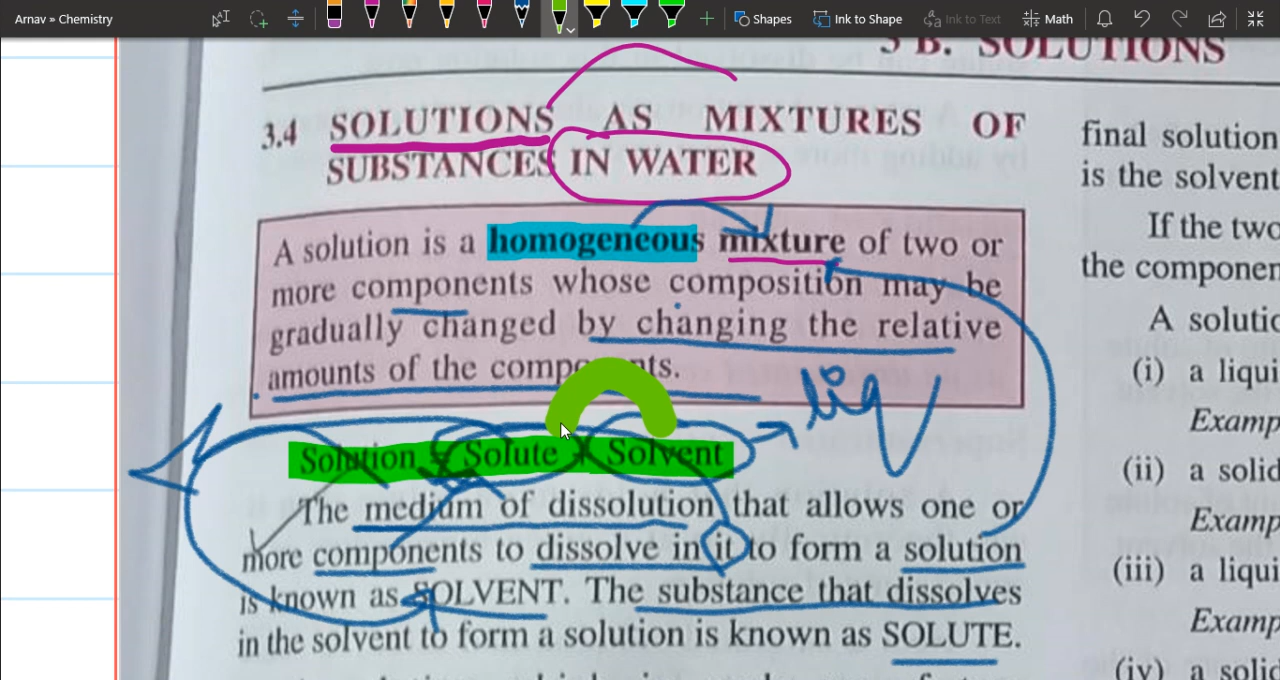 Arnav » Chemistry
Shapes
Ink to Shape
Ink to Text
Math
3 B. SOLUTIONS
3.4 SOLUTIONS AS MIXTURES OF
SUBSTANCES IN WATER
A solution is a homogeneous mixture of two or
more components whose composition may be
gradually changed by changing the relative
amounts of the components.
liq
Solution = Solute + Solvent
The medium of dissolution that allows one or
more components to dissolve in it to form a solution
is known as SOLVENT. The substance that dissolves
in the solvent to form a solution is known as SOLUTE.
final solution
is the solvent
If the two
the componen
A solutio
(i) a liqui
Examp
(ii) a solid
Examp
(iii) a liqui
Examp
(iv) a solid